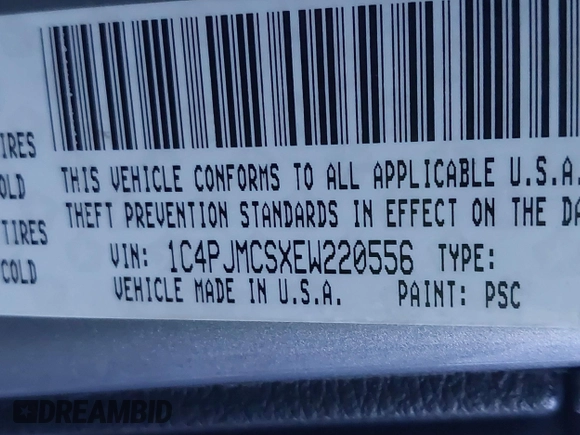 IRES
OLD
TIRES
COLD
THIS VEHICLE CONFORMS TO ALL APPLICABLE U.S.A.
THEFT PREVENTION STANDARDS IN EFFECT ON THE DA
VIN: 1C4PJMCSXEW220556 TYPE:
VEHICLE MADE IN U.S.A. PAINT: PSC
DREAMBID